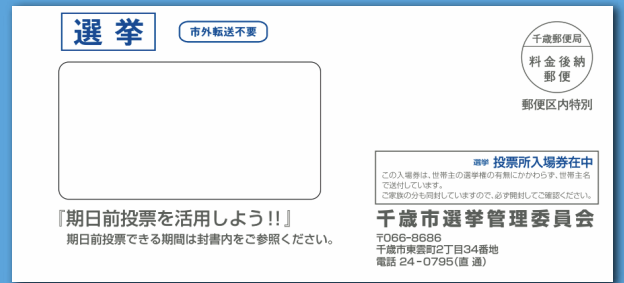 選挙
市外転送不要
千歳郵便局
料金後納
郵便
郵便区内特別
選挙 投票所入場券在中
この入場券は、世帯主の選挙権の有無にかかわらず、世帯主名
で送付しています。
ご家族の分も同封していますので、必ず開封してご確認ください。
『期日前投票を活用しよう!!』
期日前投票できる期間は封書内をご参照ください。
千歳市選挙管理委員会
〒066-8686
千歳市東雲町2丁目34番地
電話 24-0795(直通)